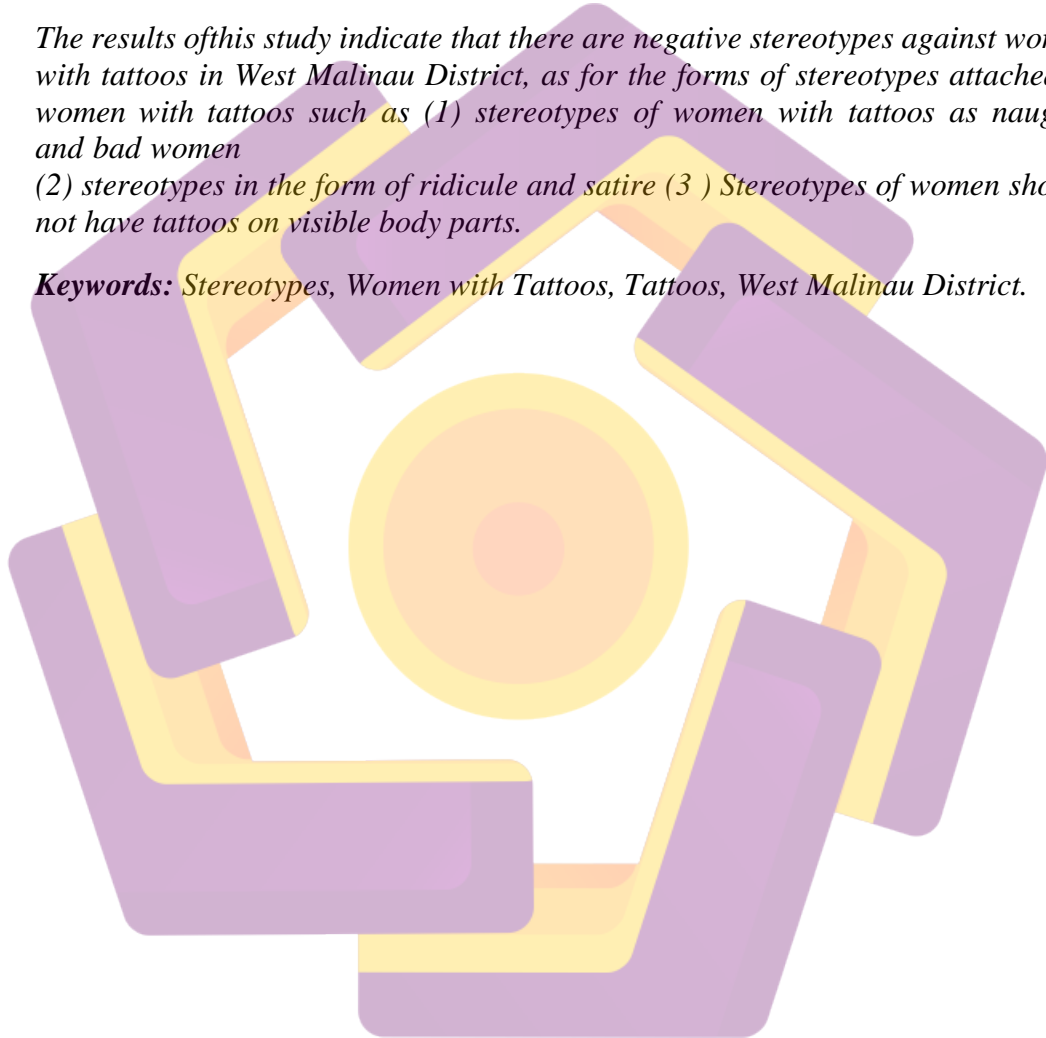 The results ofthis study indicate that there are negative stereotypes against wo
with tattoos in West Malinau District, as for the forms of stereotypes attache
women with tattoos such as (1) stereotypes of women with tattoos as naug
and bad women
(2) stereotypes in the form of ridicule and satire (3 ) Stereotypes of women sho
not have tattoos on visible body parts.
Keywords: Stereotypes, Women with Tattoos, Tattoos, West Malinau District.